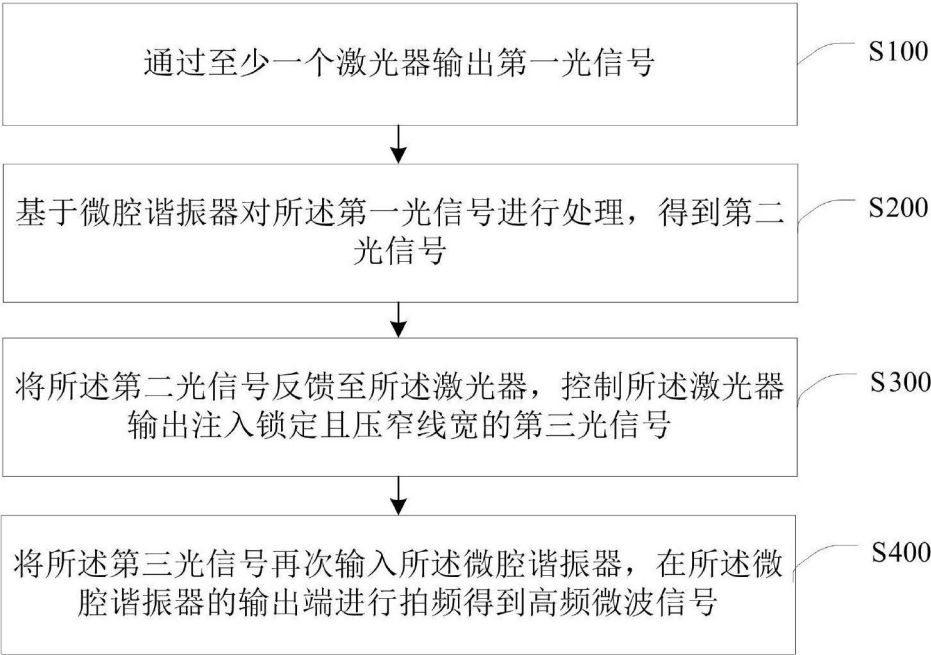 通过至少一个激光器输出第一光信号
S100
基于微腔谐振器对所述第一光信号进行处理，得到第二
光信号
S200
将所述第二光信号反馈至所述激光器，控制所述激光器
输出注入锁定且压窄线宽的第三光信号
S300
将所述第三光信号再次输入所述微腔谐振器，在所述微
腔谐振器的输出端进行拍频得到高频微波信号
S400